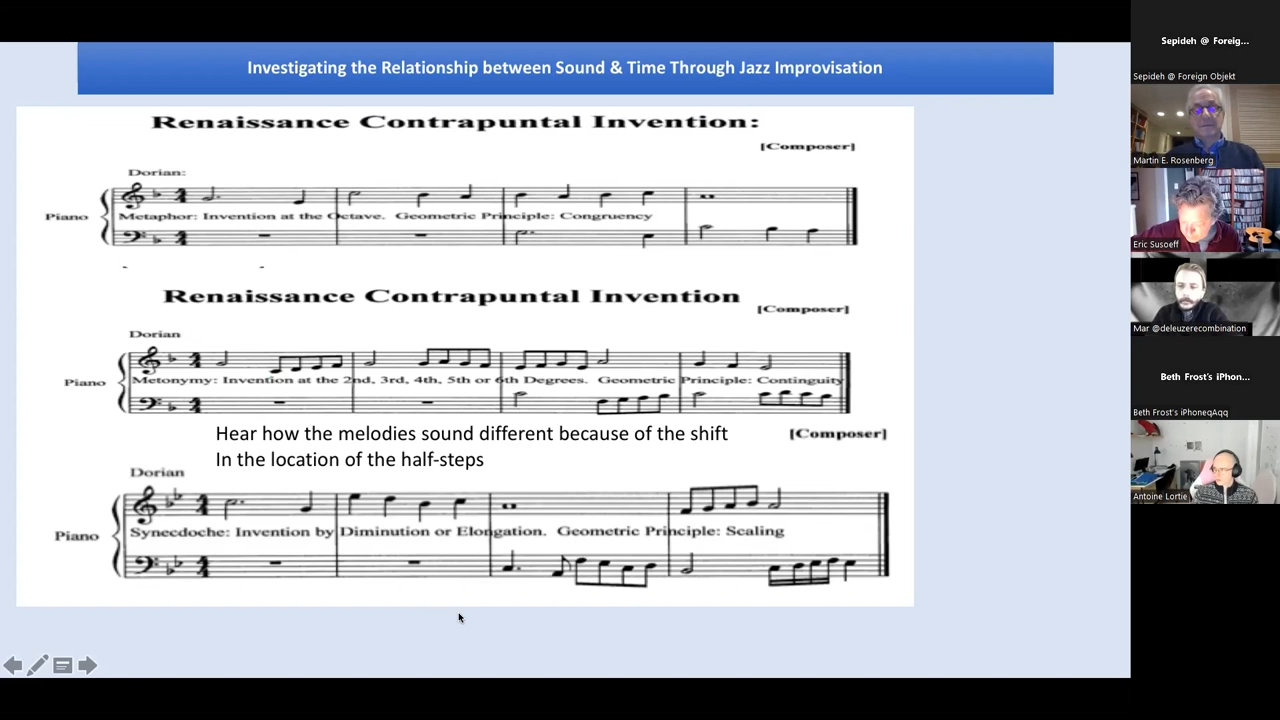 Investigating the Relationship between Sound & Time Through Jazz Improvisation
Renaissance Contrapuntal Invention:
[Composer]
Dorian:
Piano
Metaphor: Invention at the Octave. Geometric Principle: Congruency
Renaissance Contrapuntal Invention
[Composer]
Dorian
Piano
Metonymy: Invention at the 2nd, 3rd, 4th, 5th or 6th Degrees. Geometric Principle: Continguity
Hear how the melodies sound different because of the shift
In the location of the half-steps
[Composer]
Dorian
Piano
Synecdoche: Invention by Diminution or Elongation. Geometric Principle: Scaling
Sepideh @ Foreig...
Sepideh @ Foreign Objekt
Martin E. Rosenberg
Eric Susoeff
Mar @deleuzerecombination
Beth Frost's iPhon...
Beth Frost's iPhoneqAqq
Antoine Lortie